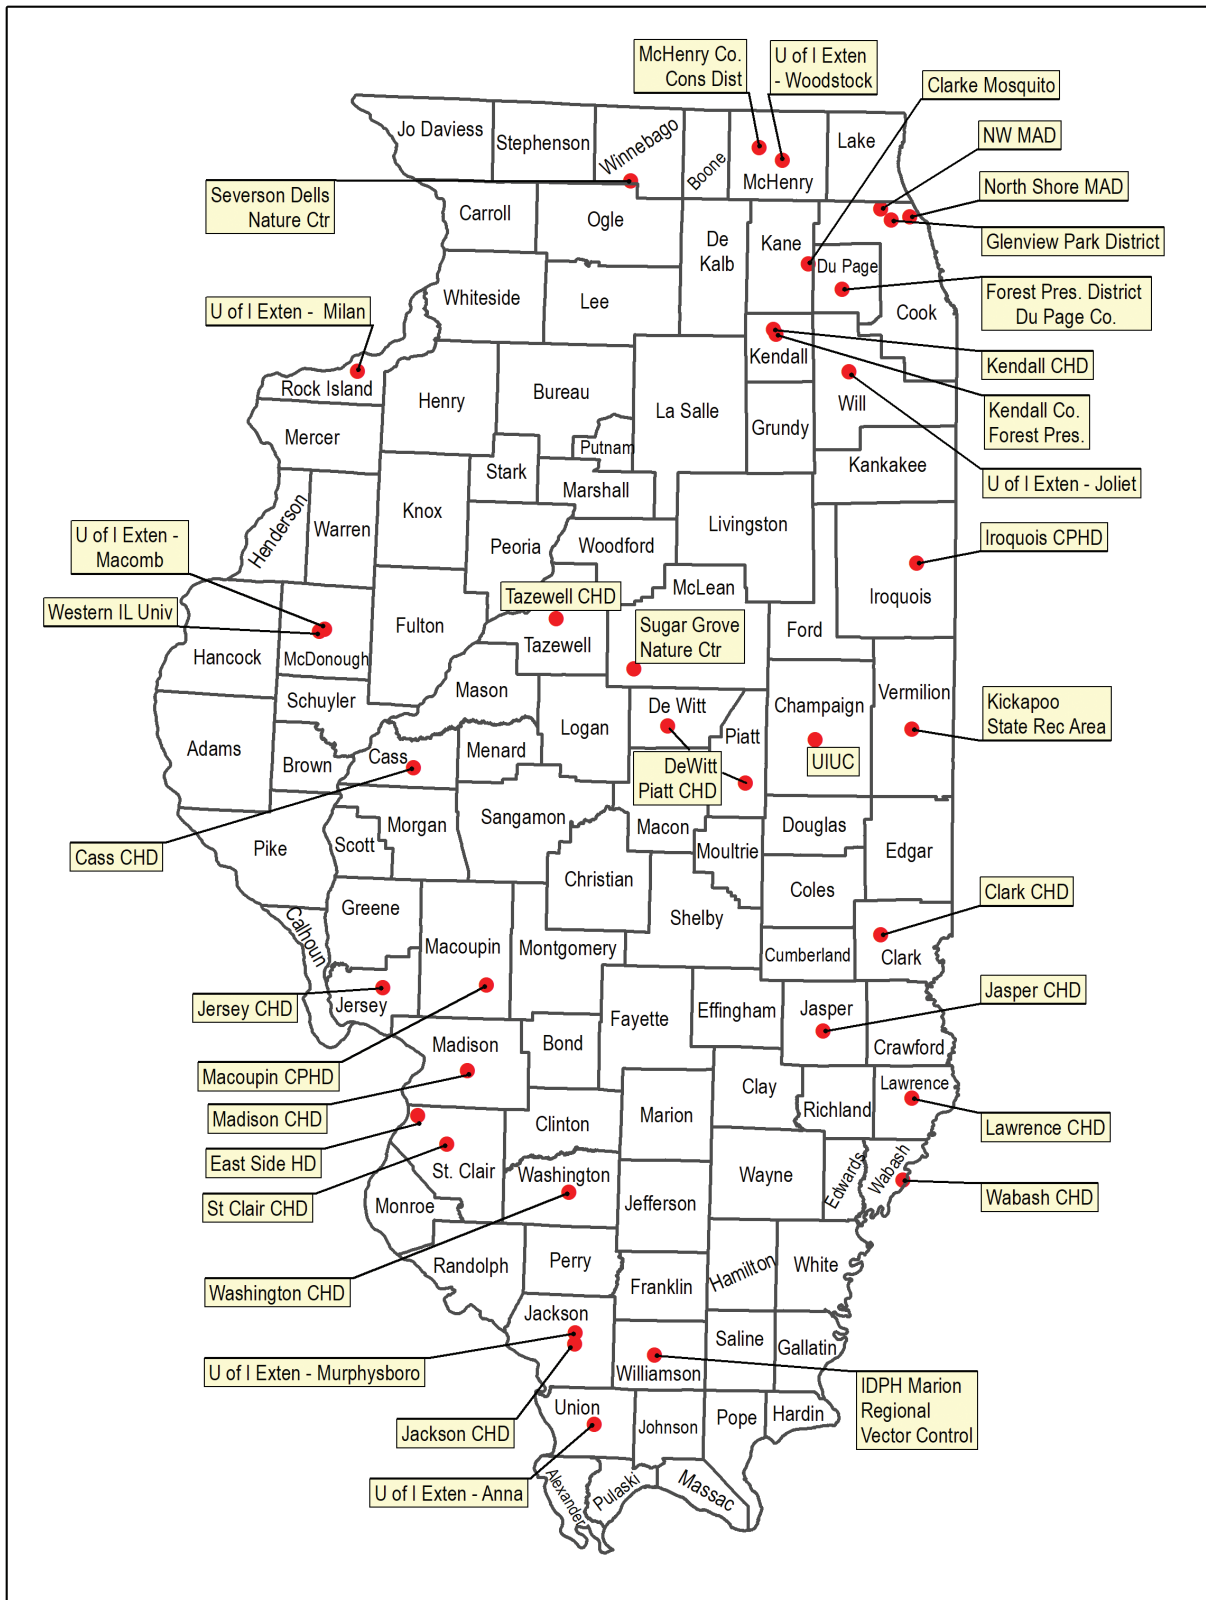 McHenry Co.
Cons Dist
U of I Exten
- Woodstock
Clarke Mosquito
NW MAD
North Shore MAD
Glenview Park District
Forest Pres. District
Du Page Co.
Kendall CHD
Kendall Co.
Forest Pres.
U of I Exten - Joliet
Iroquois CPHD
Kickapoo
State Rec Area
Clark CHD
Jasper CHD
Lawrence CHD
Wabash CHD
IDPH Marion
Regional
Vector Control
Severson Dells
Nature Ctr
U of I Exten - Milan
U of I Exten -
Macomb
Western IL Univ
Tazewell CHD
Sugar Grove
Nature Ctr
DeWitt
Piatt CHD
UIUC
Cass CHD
Jersey CHD
Macoupin CPHD
Madison CHD
East Side HD
St Clair CHD
Washington CHD
U of I Exten - Murphysboro
Jackson CHD
U of I Exten - Anna
Jo Daviess
Stephenson
Winnebago
Boone
McHenry
Lake
Carroll
Ogle
De
Kalb
Kane
Du Page
Cook
Whiteside
Lee
Kendall
Rock Island
Henry
Bureau
La Salle
Grundy
Will
Mercer
Putnam
Kankakee
Stark
Marshall
Henderson
Warren
Knox
Peoria
Woodford
Livingston
McLean
Iroquois
Hancock
McDonough
Fulton
Tazewell
Ford
Schuyler
Mason
Logan
De Witt
Champaign
Vermilion
Adams
Brown
Cass
Menard
Piatt
Pike
Scott
Morgan
Sangamon
Macon
Moultrie
Douglas
Edgar
Christian
Coles
Shelby
Calhoun
Greene
Macoupin
Montgomery
Cumberland
Clark
Jersey
Fayette
Effingham
Jasper
Crawford
Madison
Bond
Clay
Richland
Lawrence
Clinton
Marion
St. Clair
Washington
Wayne
Edwards
Wabash
Monroe
Jefferson
Randolph
Perry
Franklin
Hamilton
White
Jackson
Williamson
Saline
Gallatin
Union
Johnson
Pope
Hardin
Alexander
Pulaski
Massac